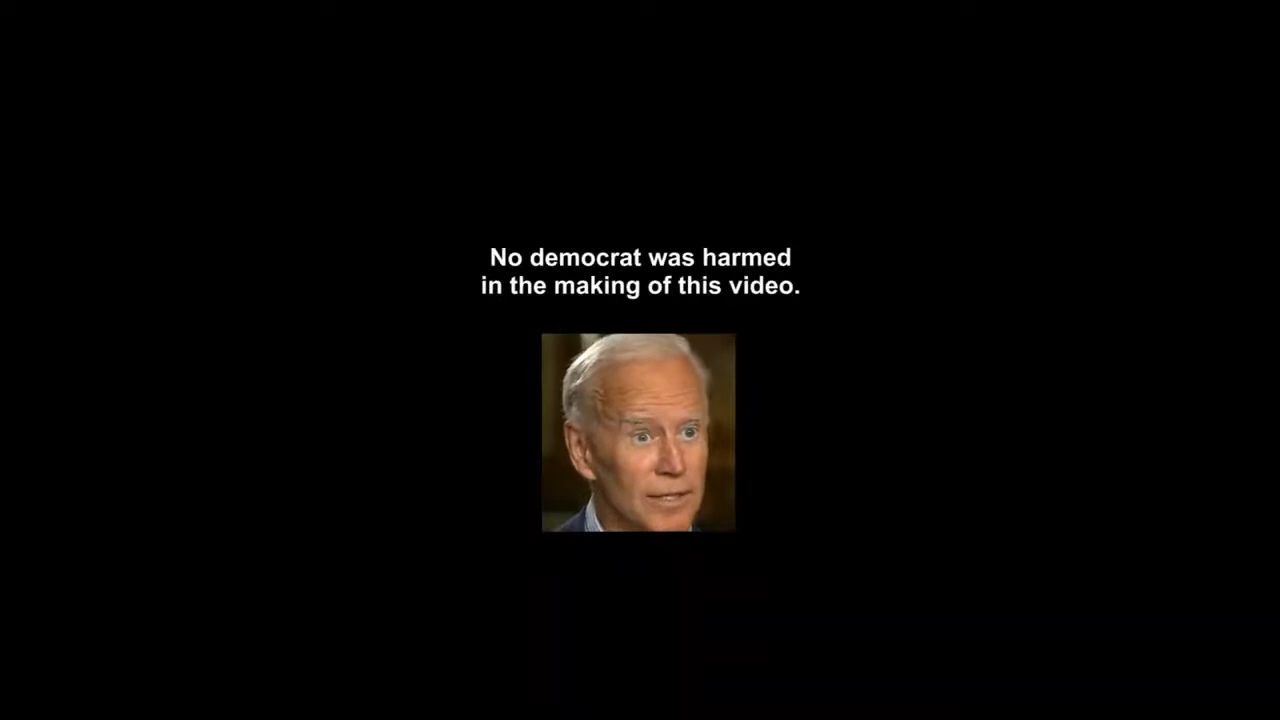 No democrat was harmed
in the making of this video.